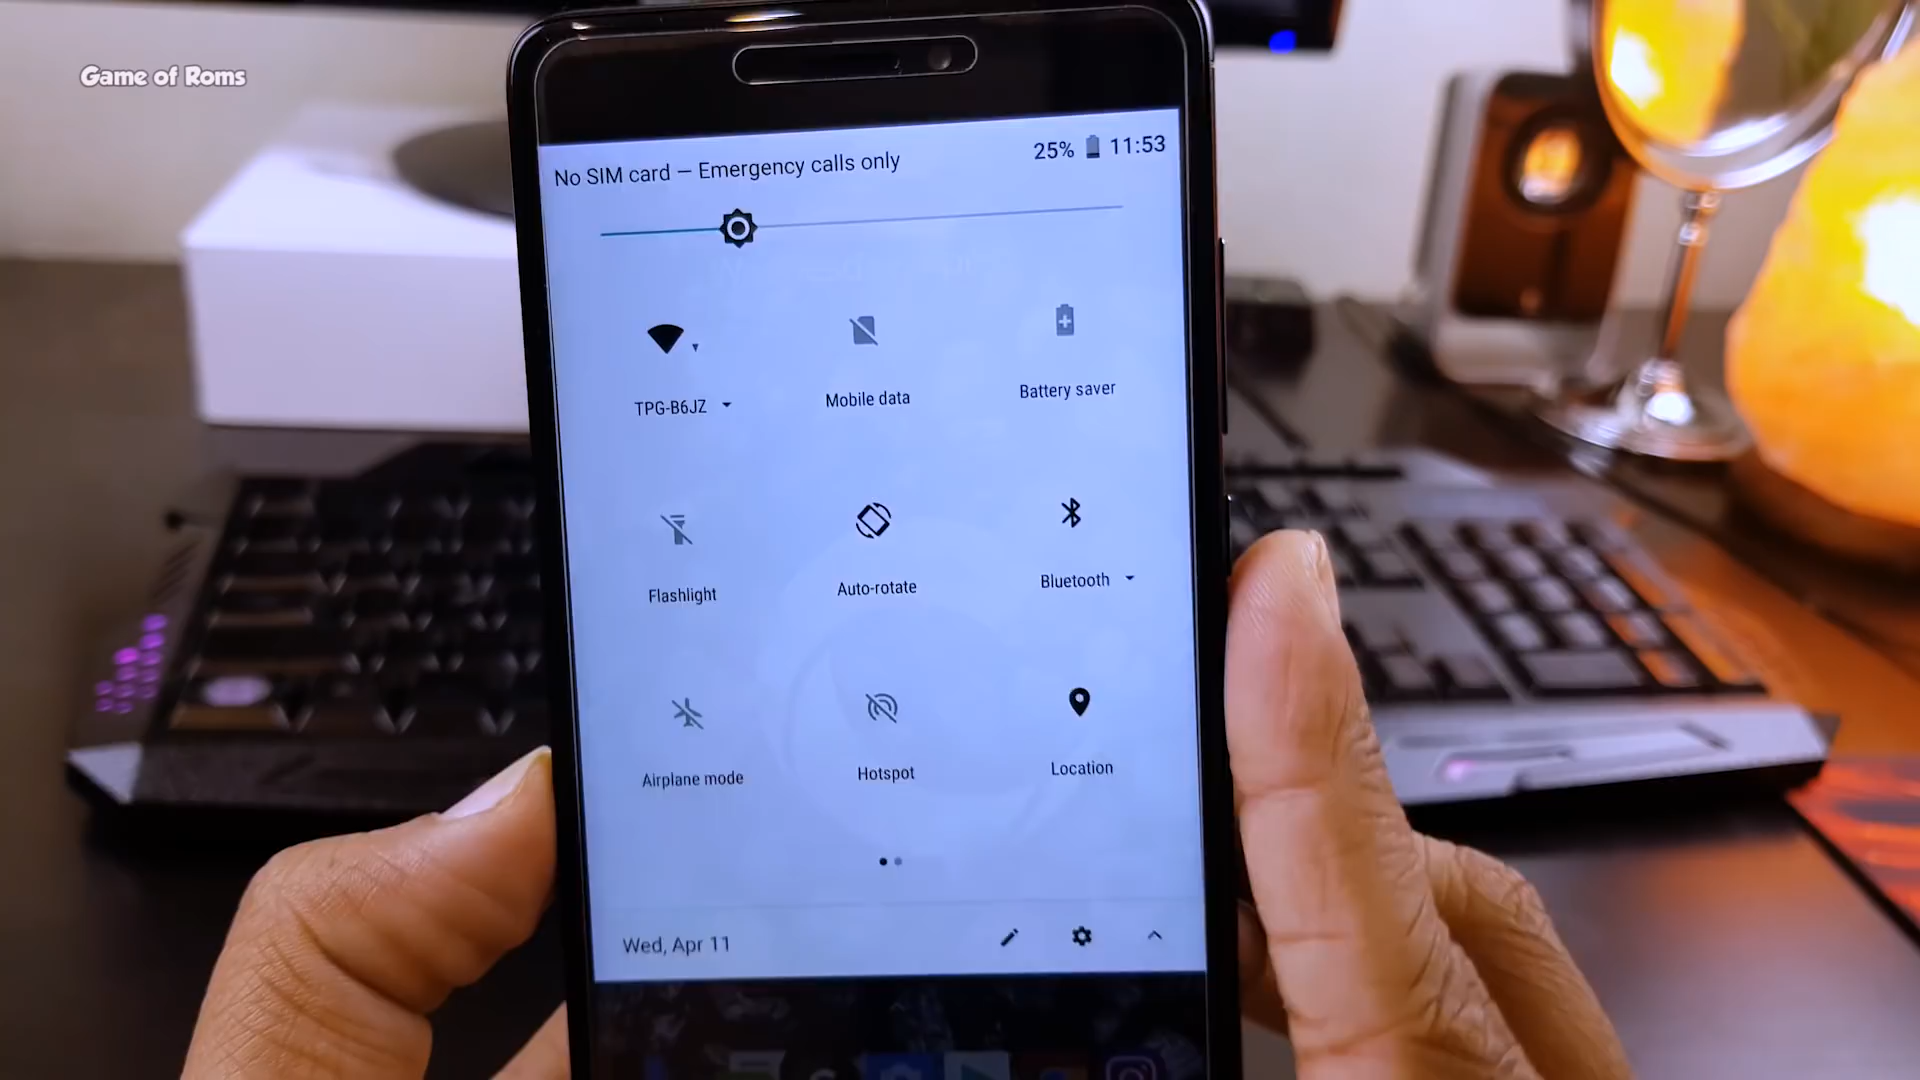 Game of Roms
No SIM card — Emergency calls only
25% 11:53
TPG-B6JZ
Mobile data
Battery saver
Flashlight
Auto-rotate
Bluetooth
Airplane mode
Hotspot
Location
Wed, Apr 11